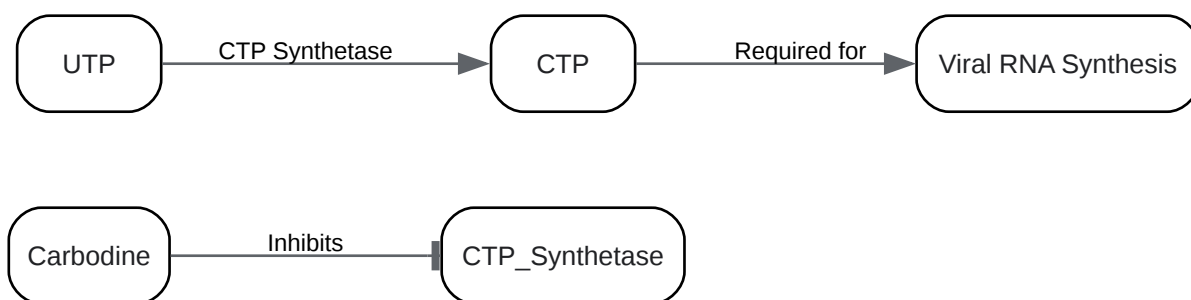 UTP
CTP Synthetase
CTP
Required for
Viral RNA Synthesis
Carbodine
Inhibits
CTP_Synthetase